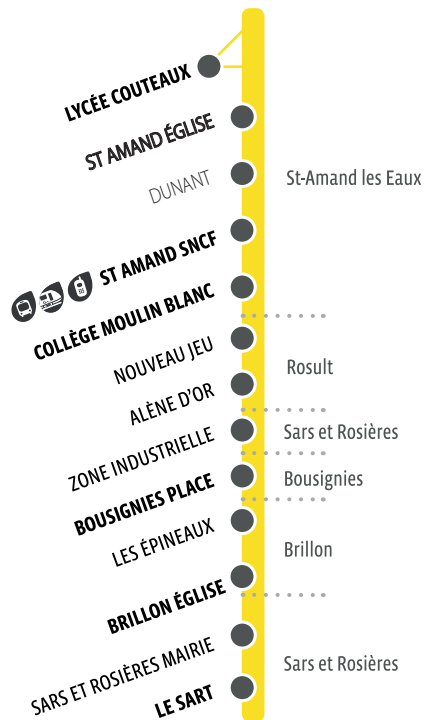 LYCÉE COUTEAUX
ST AMAND ÉGLISE
DUNANT
St-Amand les Eaux
ST AMAND SNCF
COLLÈGE MOULIN BLANC
NOUVEAU JEU
Rosult
ALÈNE D'OR
ZONE INDUSTRIELLE
Sars et Rosières
BOUSIGNIES PLACE
Bousignies
LES ÉPINEAUX
Brillon
BRILLON ÉGLISE
SARS ET ROSIÈRES MAIRIE
Sars et Rosières
LE SART